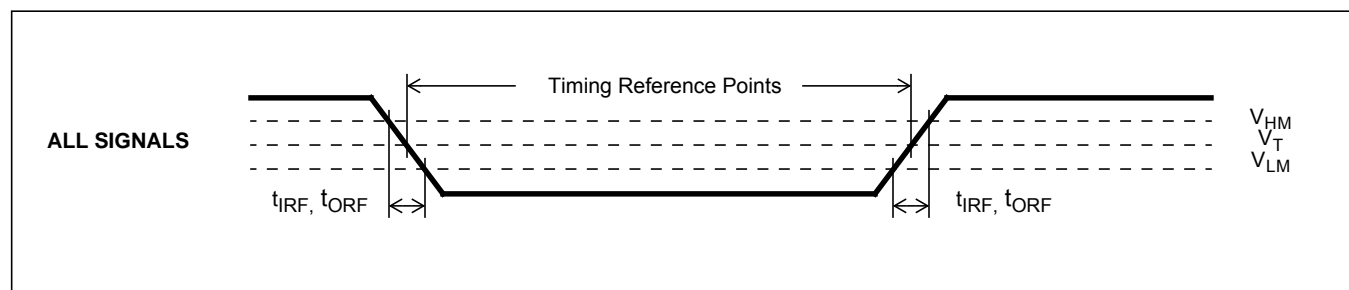 Timing Reference Points
ALL SIGNALS
V_HM
V_T
V_LM
t_IRF, t_ORF
t_IRF, t_ORF